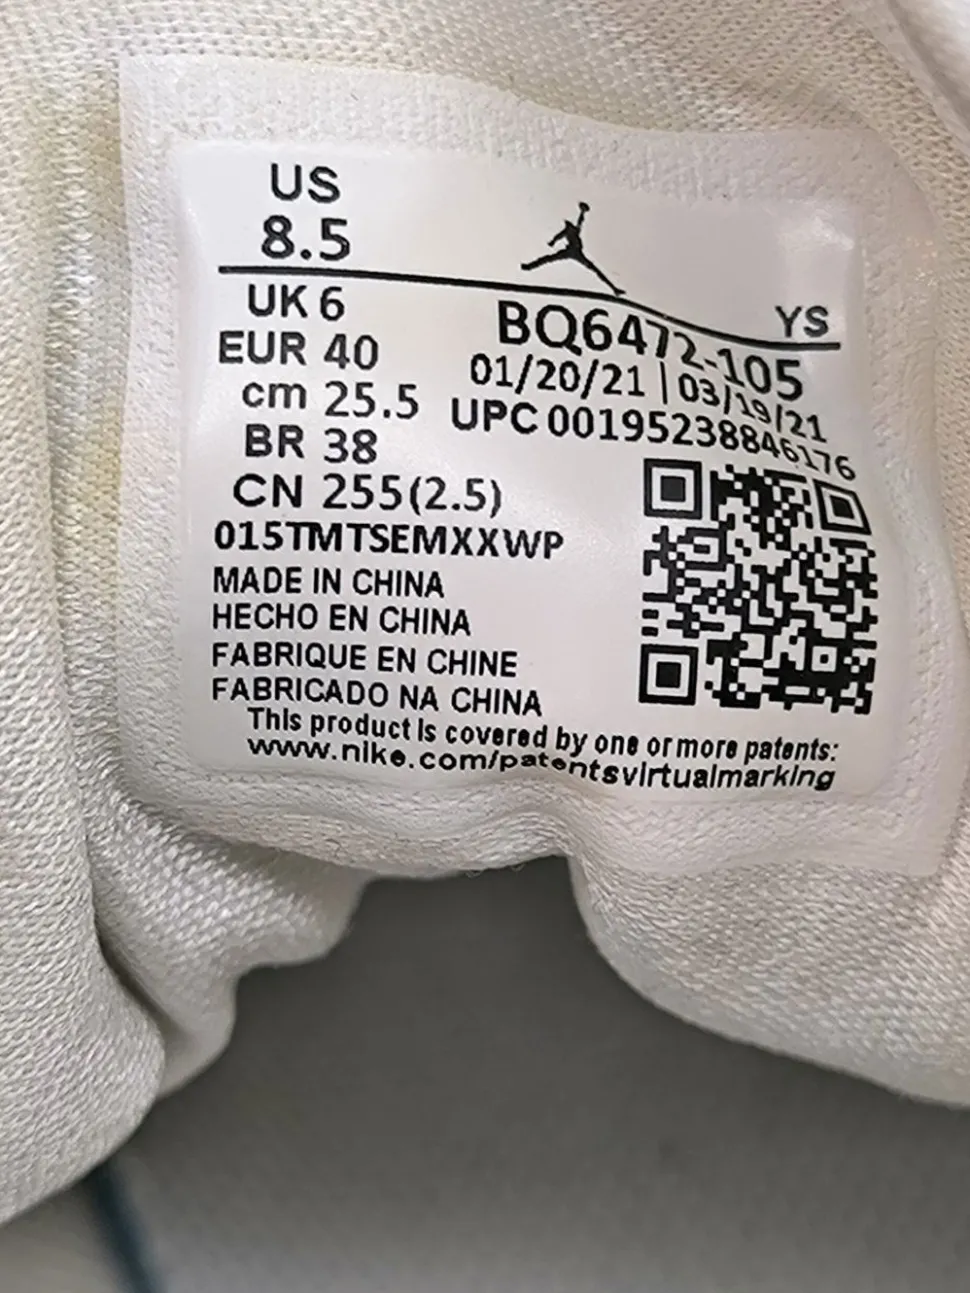 US
8.5
UK 6
EUR 40
cm 25.5
BR 38
CN 255(2.5)
YS
BQ6472-105
01/20/21 | 03/19/21
UPC 00195238846176
015TMTSEMXXWP
MADE IN CHINA
HECHO EN CHINA
FABRIQUE EN CHINE
FABRICADO NA CHINA
This product is covered by one or more patents:
www.nike.com/patentsvirtualmarking